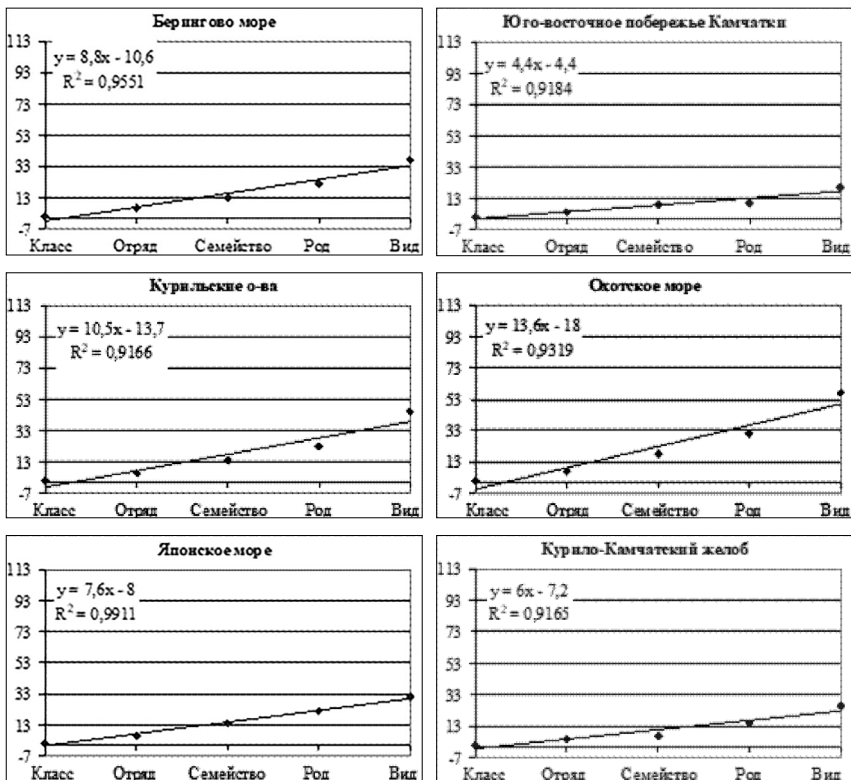 Берингово море
113
93
73
53
33
13
-7
y = 8,8x - 10,6
R² = 0,9551
Класс Отряд Семейство Род Вид
Юго-восточное побережье Камчатки
113
93
73
53
33
13
-7
y = 4,4x - 4,4
R² = 0,9184
Класс Отряд Семейство Род Вид
Курильские о-ва
113
93
73
53
33
13
-7
y = 10,5x - 13,7
R² = 0,9166
Класс Отряд Семейство Род Вид
Охотское море
113
93
73
53
33
13
-7
y = 13,6x - 18
R² = 0,9319
Класс Отряд Семейство Род Вид
Японское море
113
93
73
53
33
13
-7
y = 7,6x - 8
R² = 0,9911
Класс Отряд Семейство Род Вид
Курило-Камчатский желоб
113
93
73
53
33
13
-7
y = 6x - 7,2
R² = 0,9165
Класс Отряд Семейство Род Вид